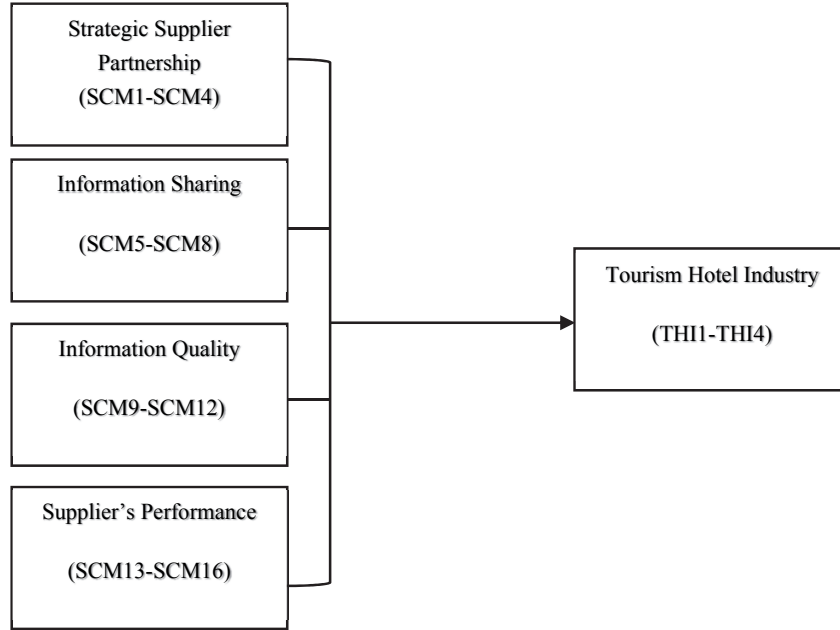 Strategic Supplier
Partnership
(SCM1-SCM4)
Information Sharing
(SCM5-SCM8)
Information Quality
(SCM9-SCM12)
Supplier’s Performance
(SCM13-SCM16)
Tourism Hotel Industry
(THI1-THI4)